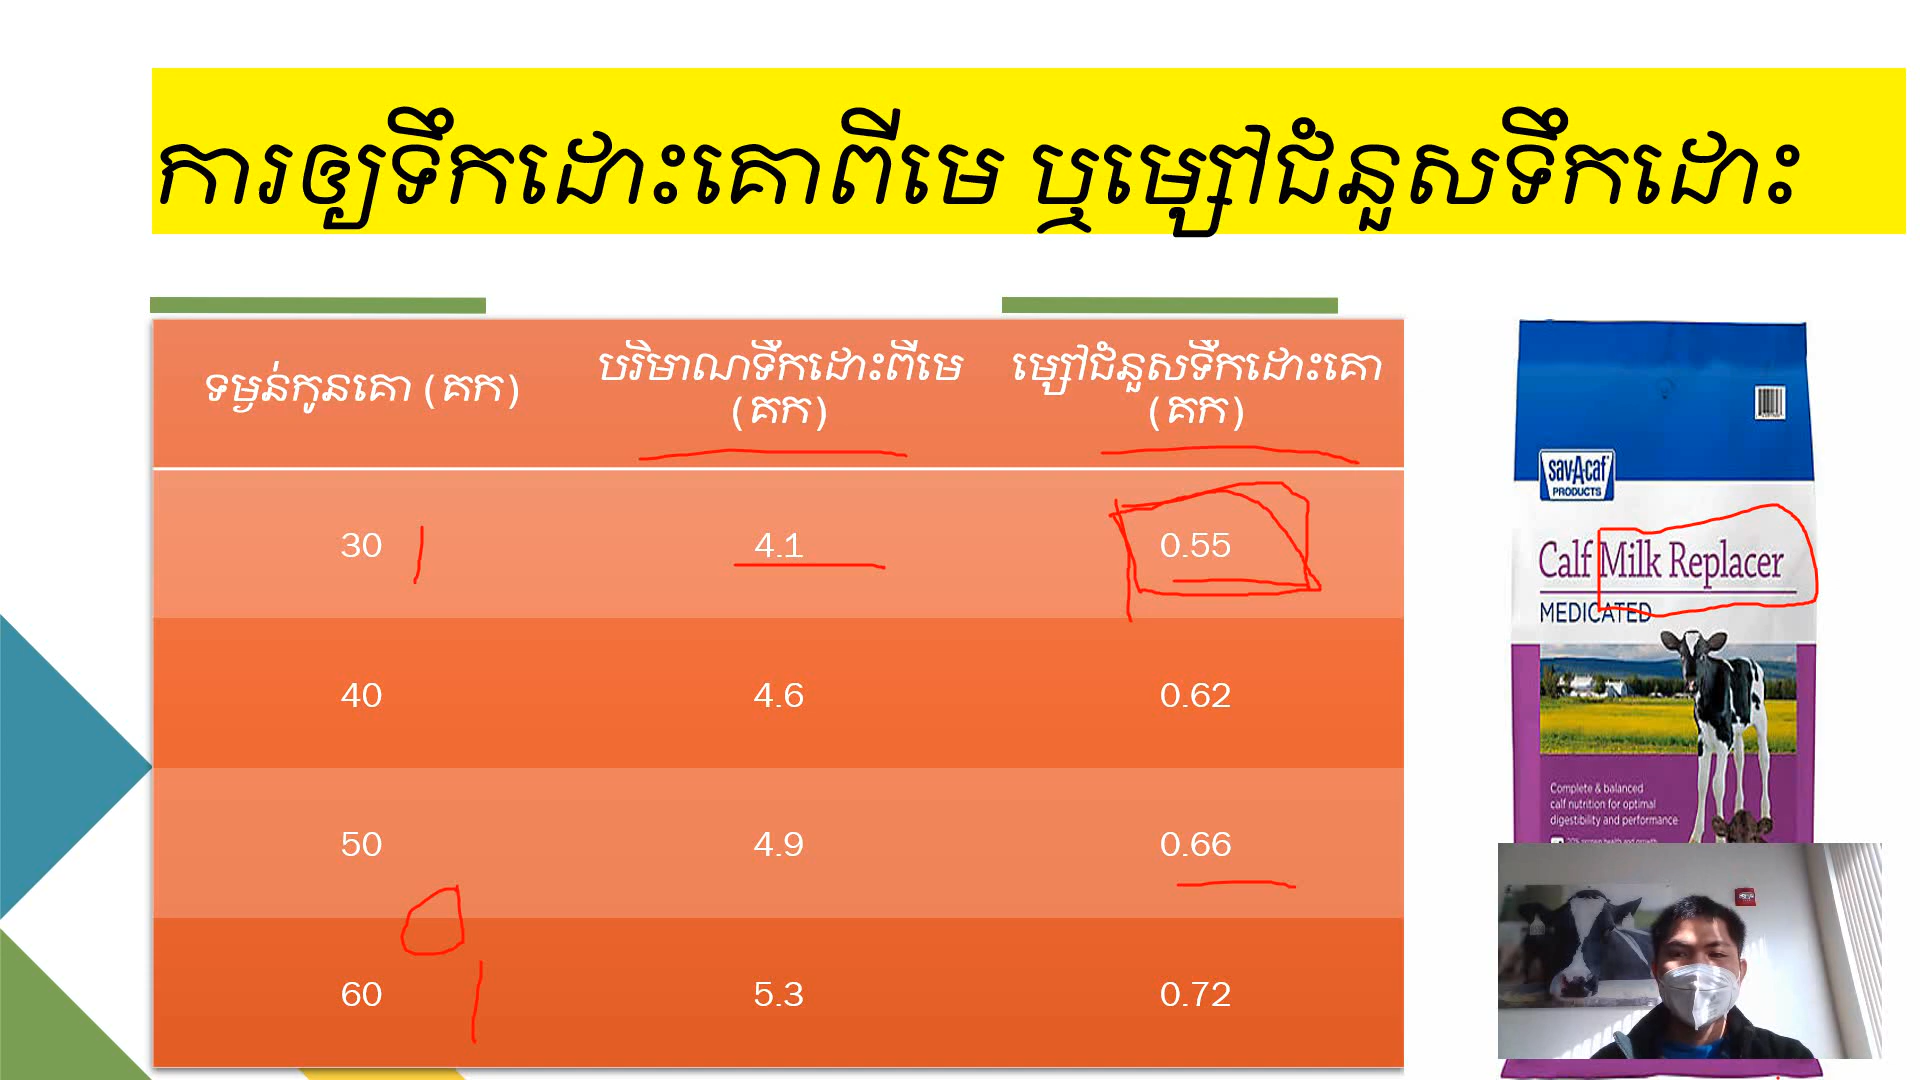 ការឲ្យទឹកដោះគោពីមេ ឬម្សៅជំនួសទឹកដោះ
ទម្ងន់កូនគោ (គក)
បរិមាណទឹកដោះពីមេ
(គក)
ម្សៅជំនួសទឹកដោះគោ
(គក)
30 4.1 0.55
40 4.6 0.62
50 4.9 0.66
60 5.3 0.72
savAcaf
PRODUCTS
Calf Milk Replacer
MEDICATED
Complete & balanced
calf nutrition for optimal
digestibility and performance